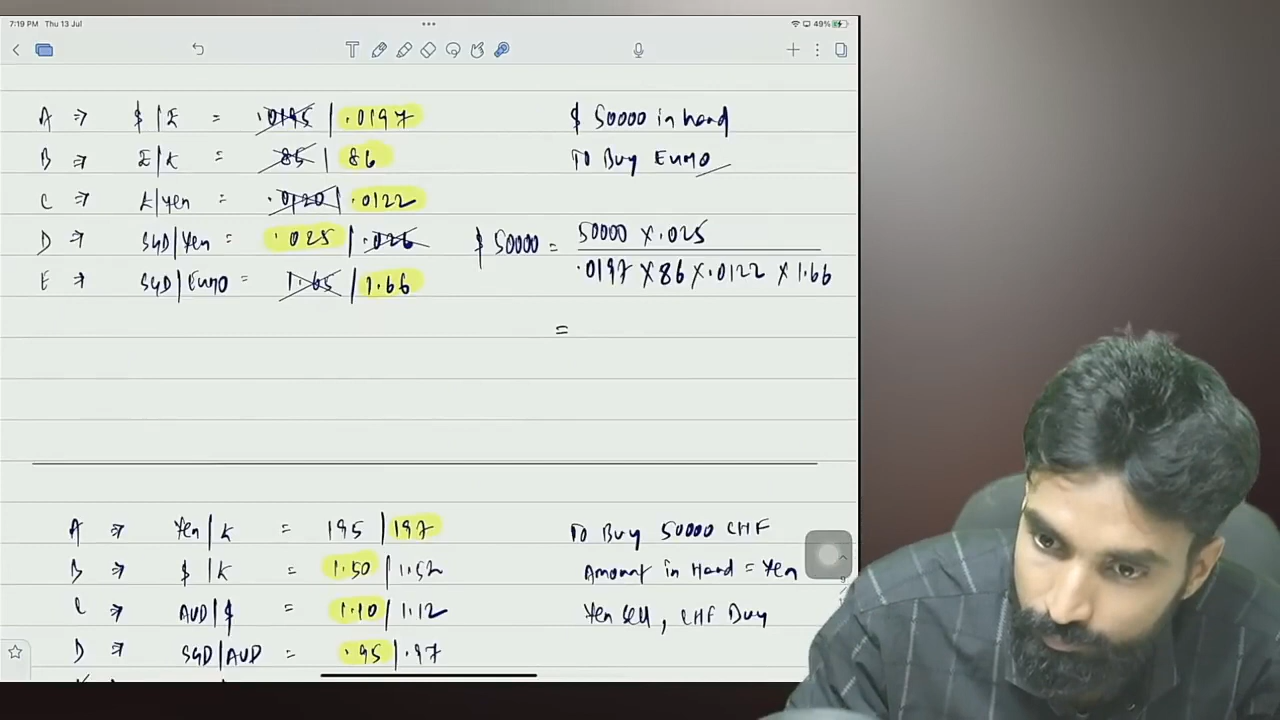 7:19 PM Thu 13 Jul
49%
A ⇒ $|£ = .0195 | .0197
$ 50000 in hand
B ⇒ £|K = 85 | 86
To Buy Euro
C ⇒ K|Yen = .0120 | .0122
D ⇒ SGD|Yen = .025 | .026
$ 50000 = 50000 X .025
.0197 X 86 X .0122 X 1.66
E ⇒ SGD|Euro = 1.65 | 1.66
=
A ⇒ Yen|K = 195 | 197
To Buy 50000 CHF
B ⇒ $|K = 1.50 | 1.52
Amount in Hand = Yen
C ⇒ AUD|$ = 1.10 | 1.12
Yen Sell, CHF Buy
D ⇒ SGD|AUD = .95 | .97